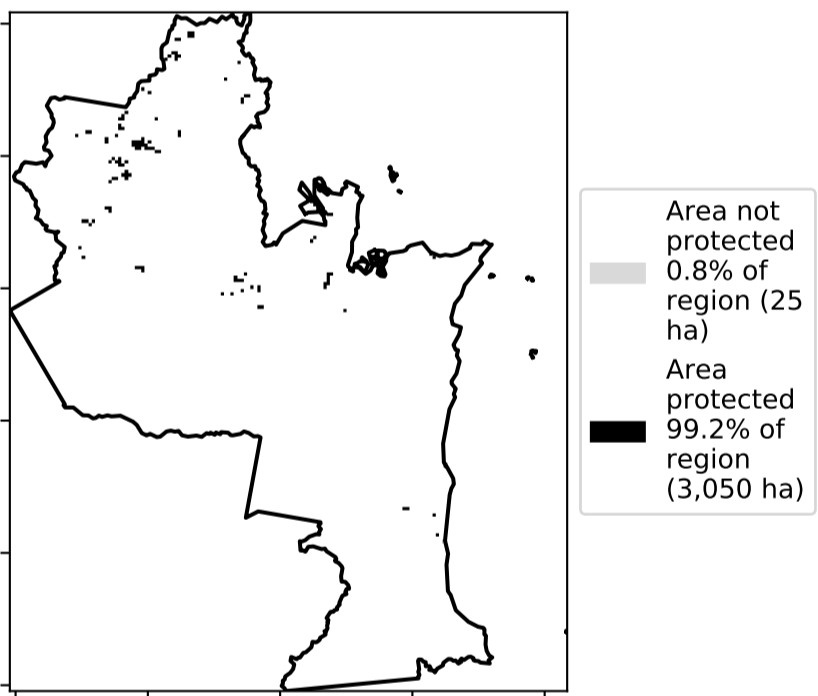 Area not
protected
0.8% of
region (25
ha)
Area
protected
99.2% of
region
(3,050 ha)